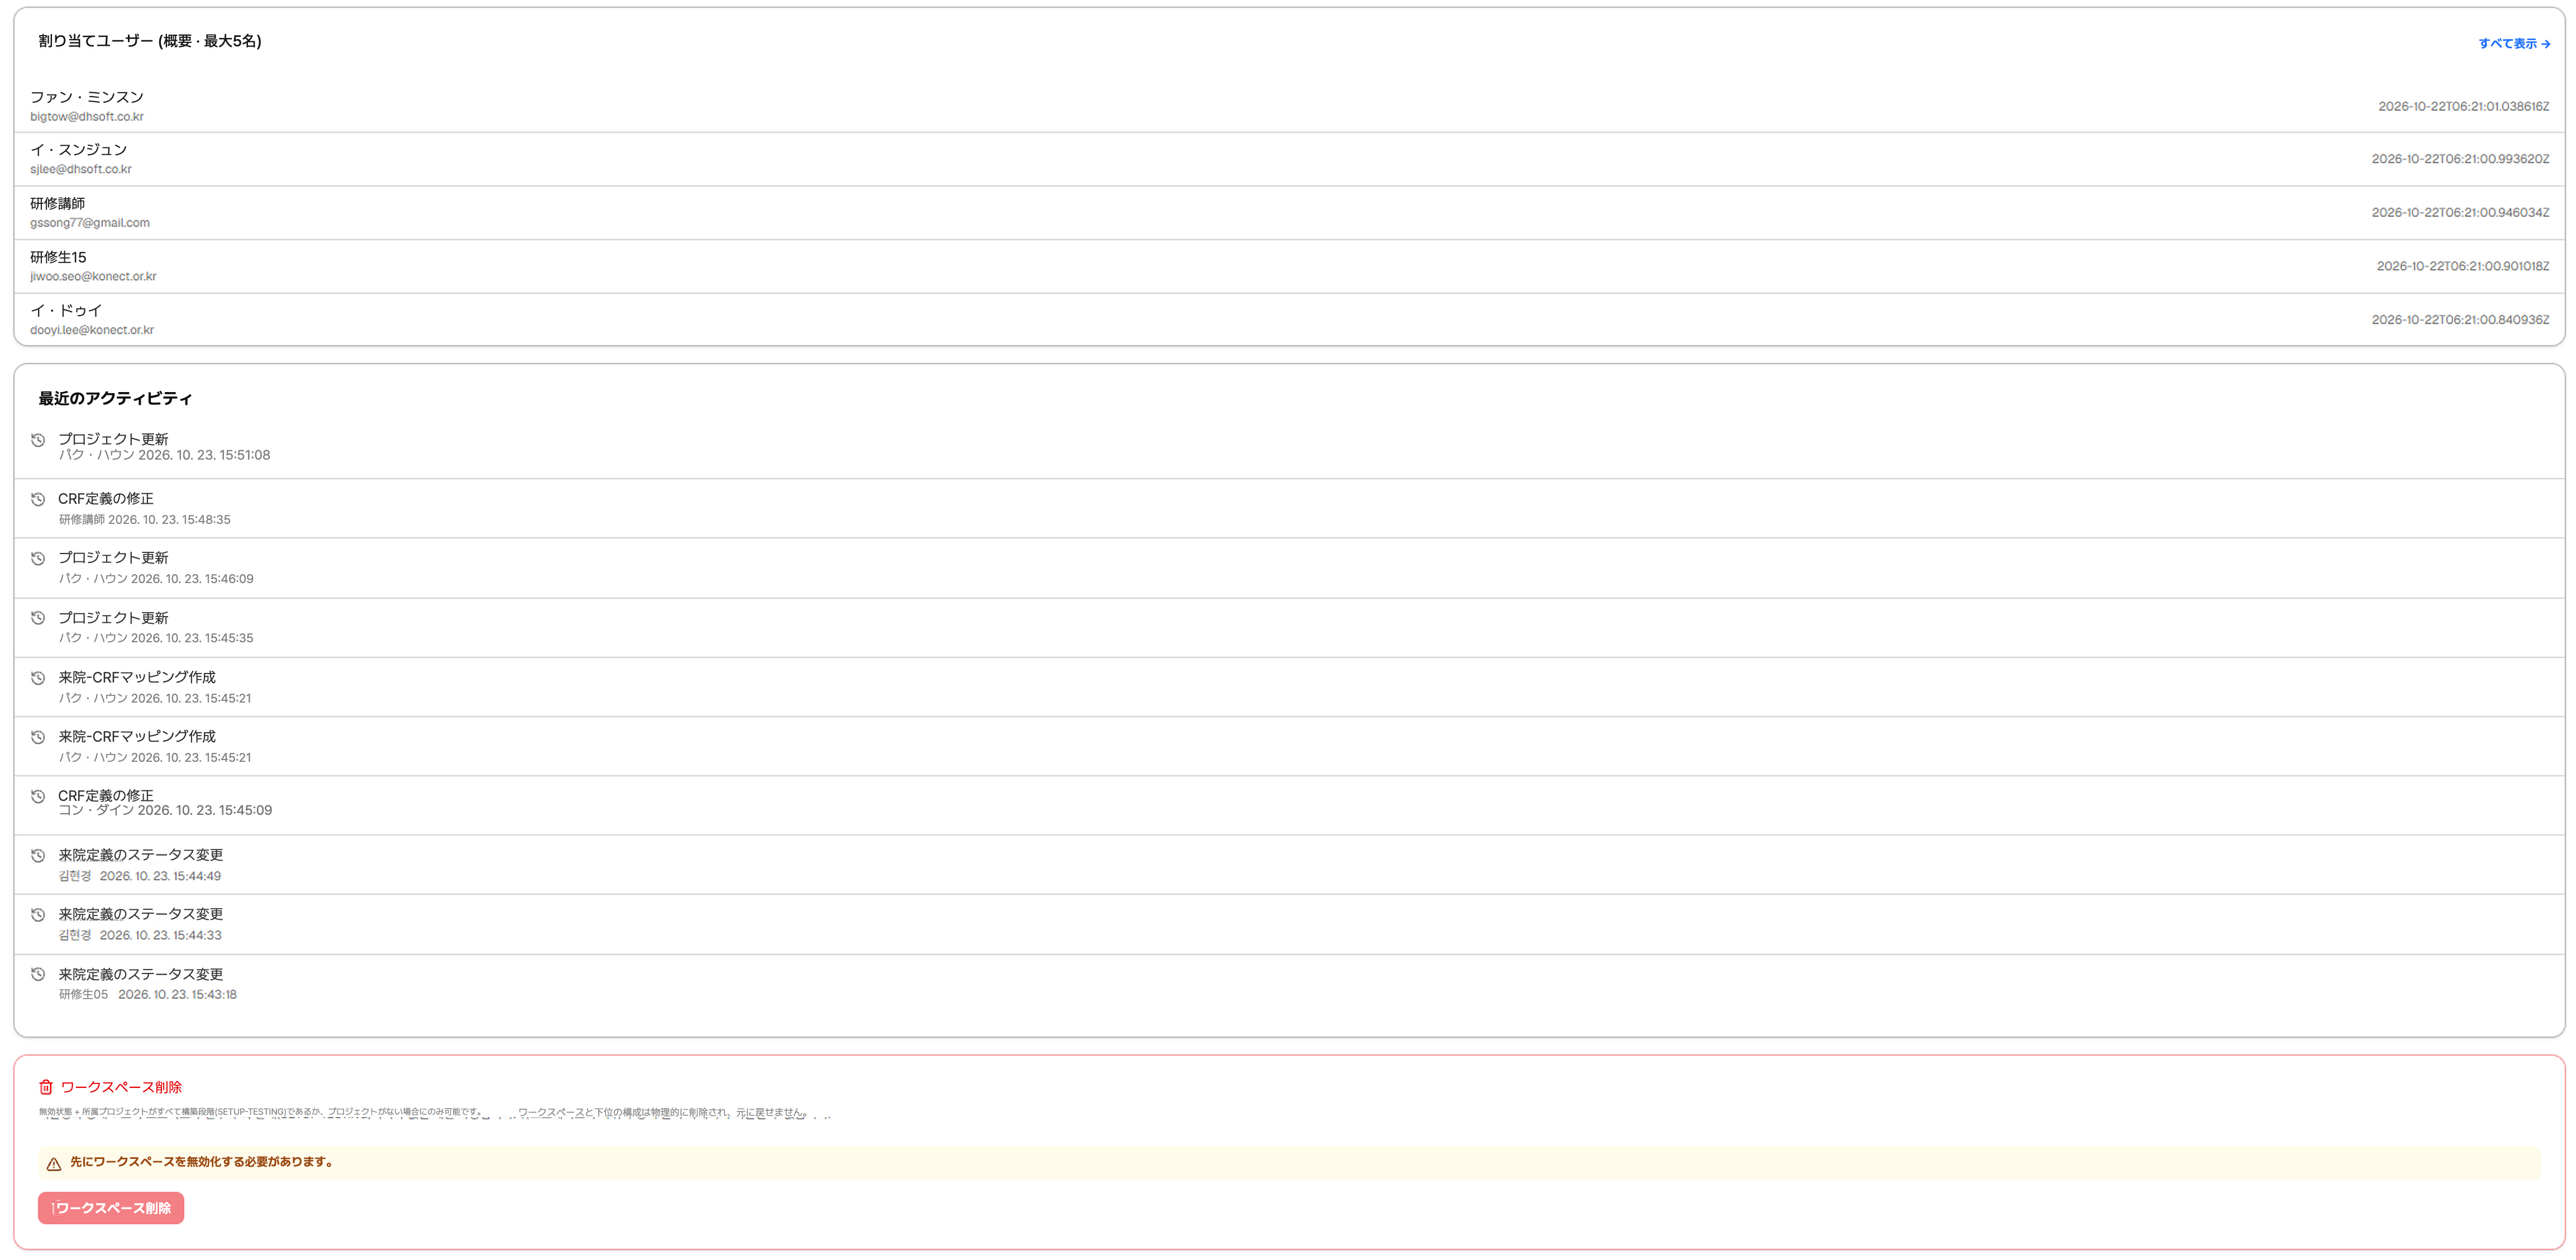 割り当てユーザー (概要 · 最大5名)
すべて表示 →
ファン・ミンスン
bigtow@dhsoft.co.kr
2026-10-22T06:21:01.038616Z
イ・スンジュン
sjlee@dhsoft.co.kr
2026-10-22T06:21:00.993620Z
研修講師
gssong77@gmail.com
2026-10-22T06:21:00.946034Z
研修生15
jiwoo.seo@konect.or.kr
2026-10-22T06:21:00.901018Z
イ・ドゥイ
dooyi.lee@konect.or.kr
2026-10-22T06:21:00.840936Z
最近のアクティビティ
プロジェクト更新
パク・ハウン 2026. 10. 23. 15:51:08
CRF定義の修正
研修講師 2026. 10. 23. 15:48:35
プロジェクト更新
パク・ハウン 2026. 10. 23. 15:46:09
プロジェクト更新
パク・ハウン 2026. 10. 23. 15:45:35
来院-CRFマッピング作成
パク・ハウン 2026. 10. 23. 15:45:21
来院-CRFマッピング作成
パク・ハウン 2026. 10. 23. 15:45:21
CRF定義の修正
コン・ダイン 2026. 10. 23. 15:45:09
来院定義のステータス変更
김현경 2026. 10. 23. 15:44:49
来院定義のステータス変更
김현경 2026. 10. 23. 15:44:33
来院定義のステータス変更
研修生05 2026. 10. 23. 15:43:18
ワークスペース削除
無効状態 + 所属プロジェクトがすべて構築段階(SETUP-TESTING)であるか、プロジェクトがない場合にのみ可能です。 ワークスペースと下位の構成は物理的に削除され、元に戻せません。
先にワークスペースを無効化する必要があります。
ワークスペース削除